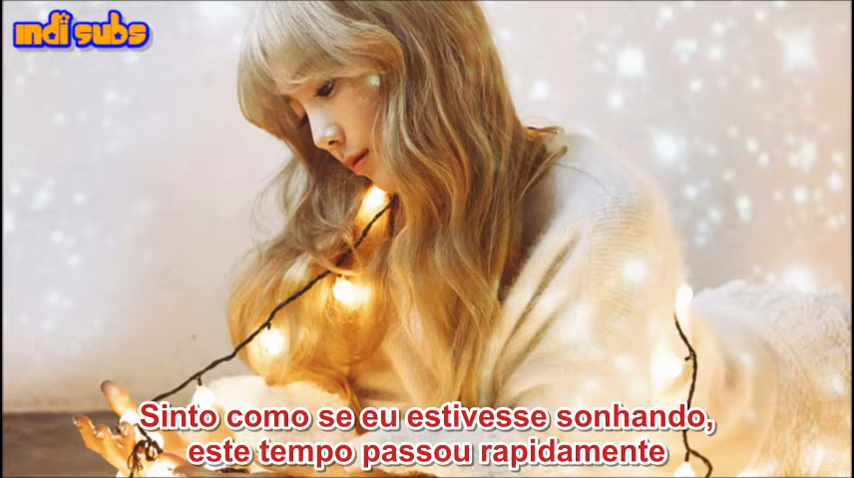 indi subs
Sinto como se eu estivesse sonhando,
este tempo passou rapidamente